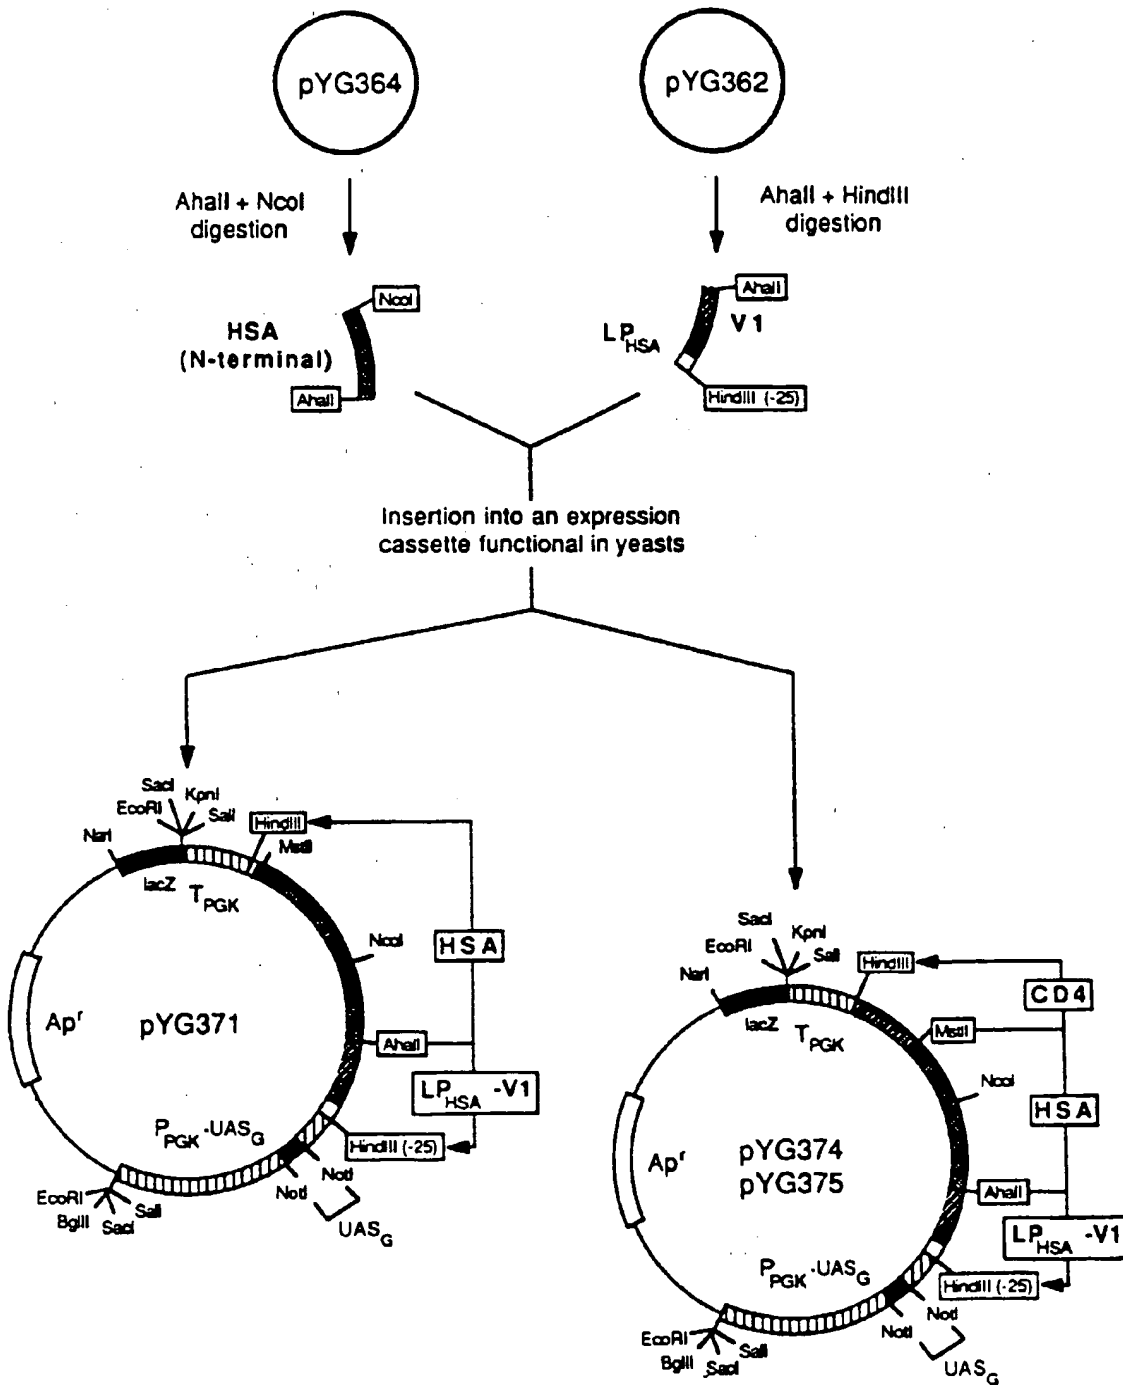 pYG364
pYG362
AhaII + NcoI
digestion
AhaII + HindIII
digestion
NcoI
HSA
(N-terminal)
AhaII
AhaII
V1
LP HSA
HindIII (-25)
Insertion into an expression
cassette functional in yeasts
SacI
KpnI
EcoRI
SalI
NarI
HindIII
MstII
lacZ
T PGK
NcoI
HSA
Ap r
pYG371
AhaII
LP HSA -V1
P PGK -UAS G
HindIII (-25)
NotI
NotI
UAS G
EcoRI
BglII
SacI
SalI
SacI
KpnI
EcoRI
SalI
NarI
HindIII
CD4
lacZ
T PGK
MstII
NcoI
HSA
Ap r
pYG374
pYG375
AhaII
LP HSA -V1
P PGK -UAS G
HindIII (-25)
NotI
NotI
UAS G
EcoRI
BglII
SacI
SalI